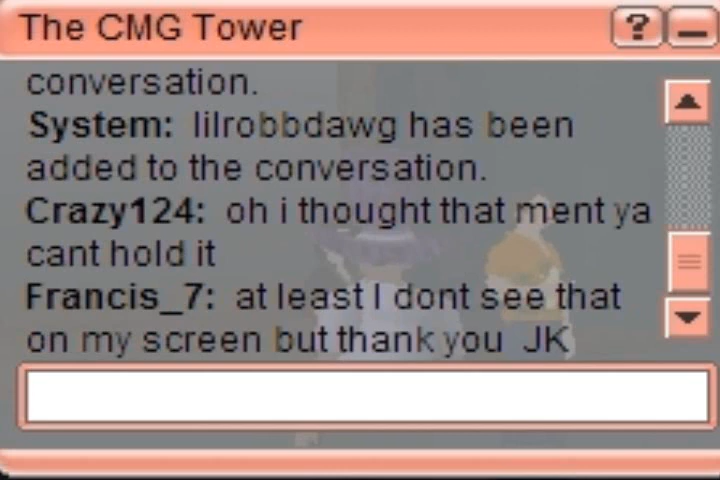 The CMG Tower
?
conversation.
System: lilrobbdawg has been
added to the conversation.
Crazy124: oh i thought that ment ya
cant hold it
Francis_7: at least I dont see that
on my screen but thank you JK